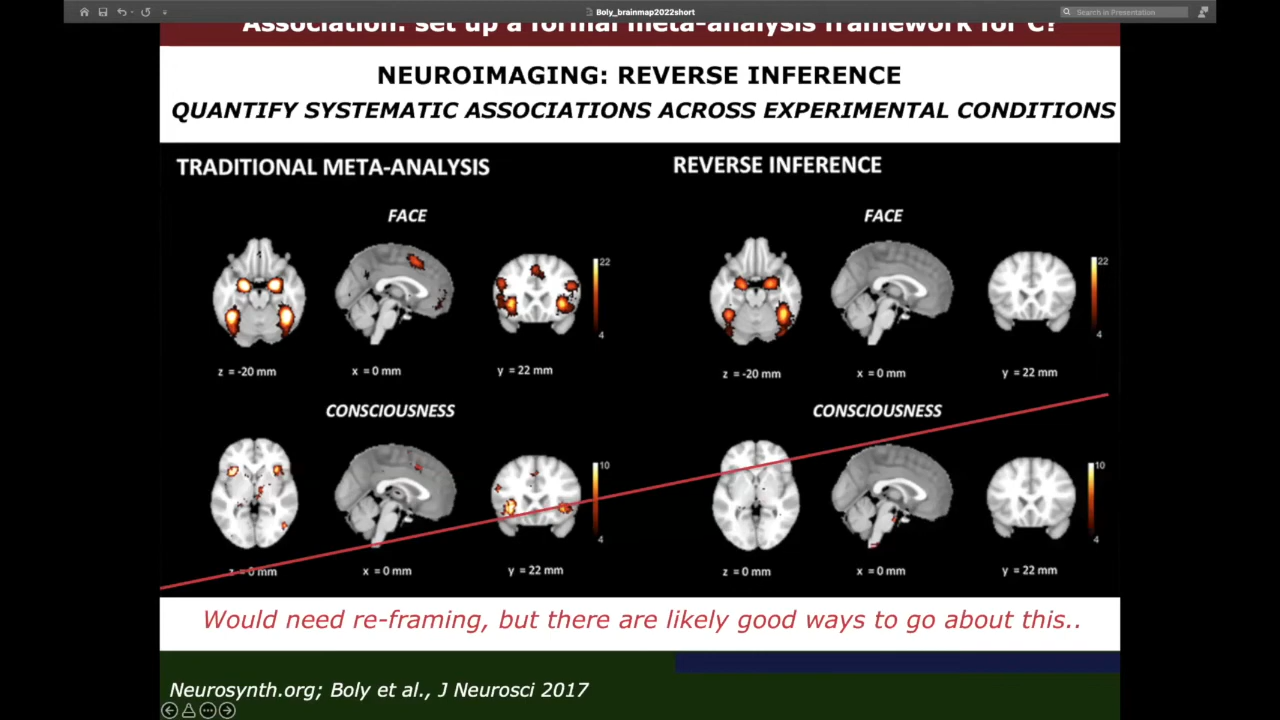 Boly_brainmap2022short
Search in Presentation
Association: set up a formal meta-analysis framework for C?
NEUROIMAGING: REVERSE INFERENCE
QUANTIFY SYSTEMATIC ASSOCIATIONS ACROSS EXPERIMENTAL CONDITIONS
TRADITIONAL META-ANALYSIS
REVERSE INFERENCE
FACE
FACE
22
4
22
4
z = -20 mm
x = 0 mm
y = 22 mm
z = -20 mm
x = 0 mm
y = 22 mm
CONSCIOUSNESS
CONSCIOUSNESS
10
4
10
4
z = 0 mm
x = 0 mm
y = 22 mm
z = 0 mm
x = 0 mm
y = 22 mm
Would need re-framing, but there are likely good ways to go about this..
Neurosynth.org; Boly et al., J Neurosci 2017